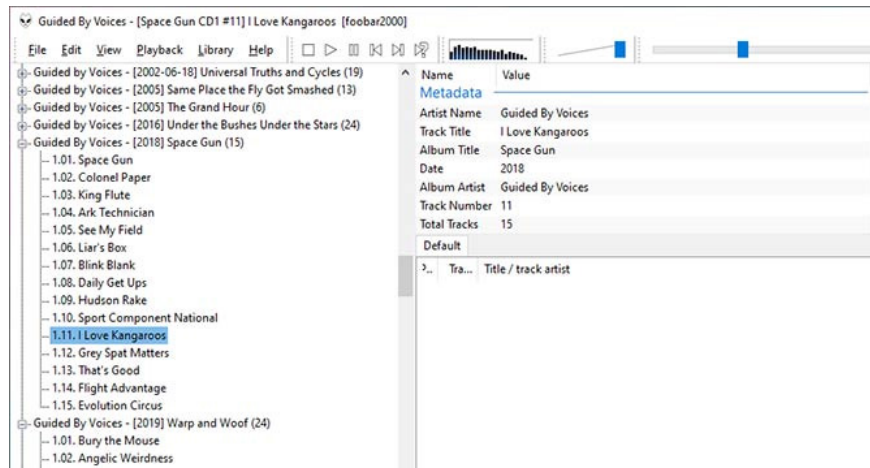 Guided By Voices - [Space Gun CD1 #11] I Love Kangaroos [foobar2000]
File Edit View Playback Library Help
Guided by Voices - [2002-06-18] Universal Truths and Cycles (19)
Guided by Voices - [2005] Same Place the Fly Got Smashed (13)
Guided by Voices - [2005] The Grand Hour (6)
Guided by Voices - [2016] Under the Bushes Under the Stars (24)
Guided By Voices - [2018] Space Gun (15)
1.01. Space Gun
1.02. Colonel Paper
1.03. King Flute
1.04. Ark Technician
1.05. See My Field
1.06. Liar's Box
1.07. Blink Blank
1.08. Daily Get Ups
1.09. Hudson Rake
1.10. Sport Component National
1.11. I Love Kangaroos
1.12. Grey Spat Matters
1.13. That's Good
1.14. Flight Advantage
1.15. Evolution Circus
Guided By Voices - [2019] Warp and Woof (24)
1.01. Bury the Mouse
1.02. Angelic Weirdness
Name Value
Metadata
Artist Name Guided By Voices
Track Title I Love Kangaroos
Album Title Space Gun
Date 2018
Album Artist Guided By Voices
Track Number 11
Total Tracks 15
Default
>.. Tra... Title / track artist